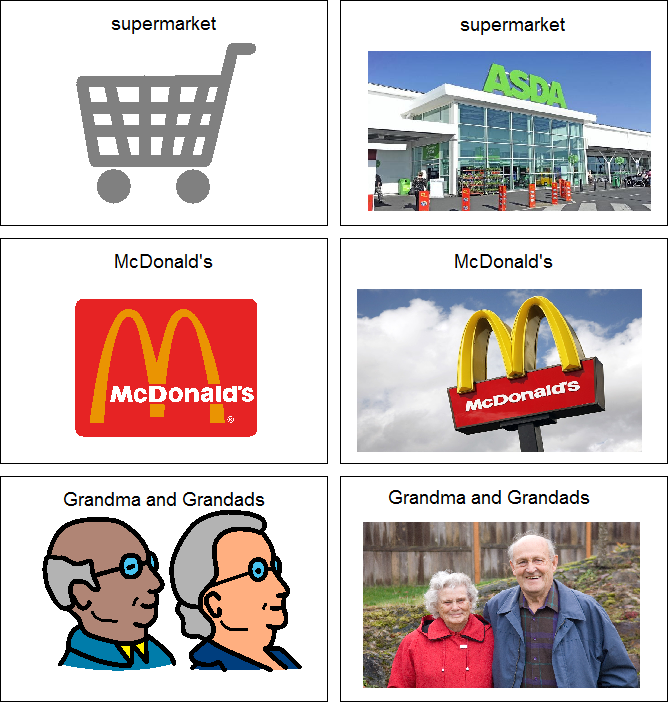 supermarket
supermarket
ASDA
McDonald's
McDonald's
McDonald's
®
McDonald's
Grandma and Grandads
Grandma and Grandads